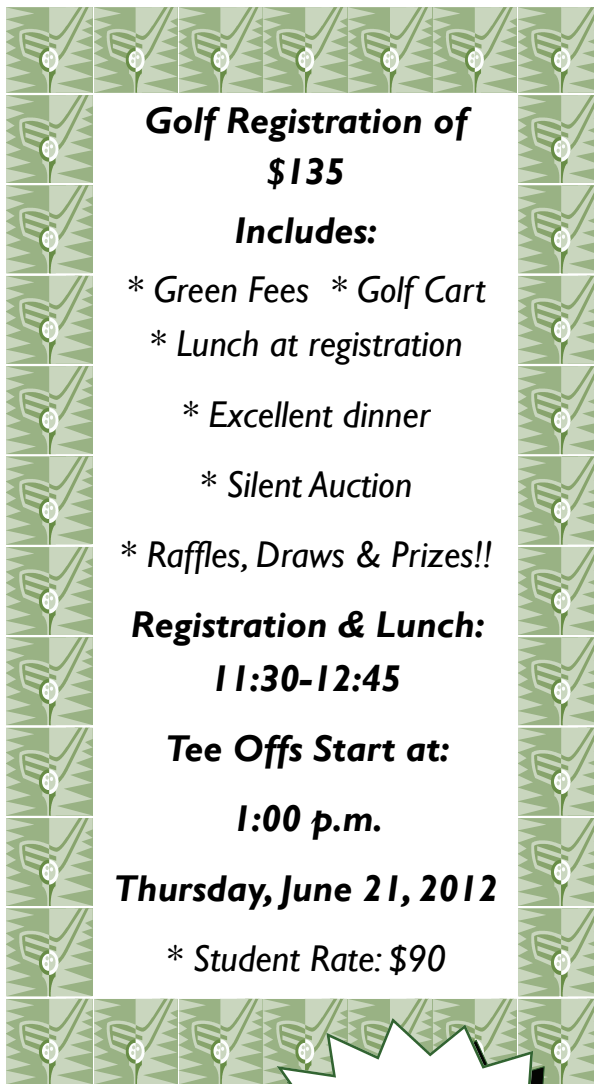 Golf Registration of
$135
Includes:
* Green Fees * Golf Cart
* Lunch at registration
* Excellent dinner
* Silent Auction
* Raffles, Draws & Prizes!!
Registration & Lunch:
11:30-12:45
Tee Offs Start at:
1:00 p.m.
Thursday, June 21, 2012
* Student Rate: $90